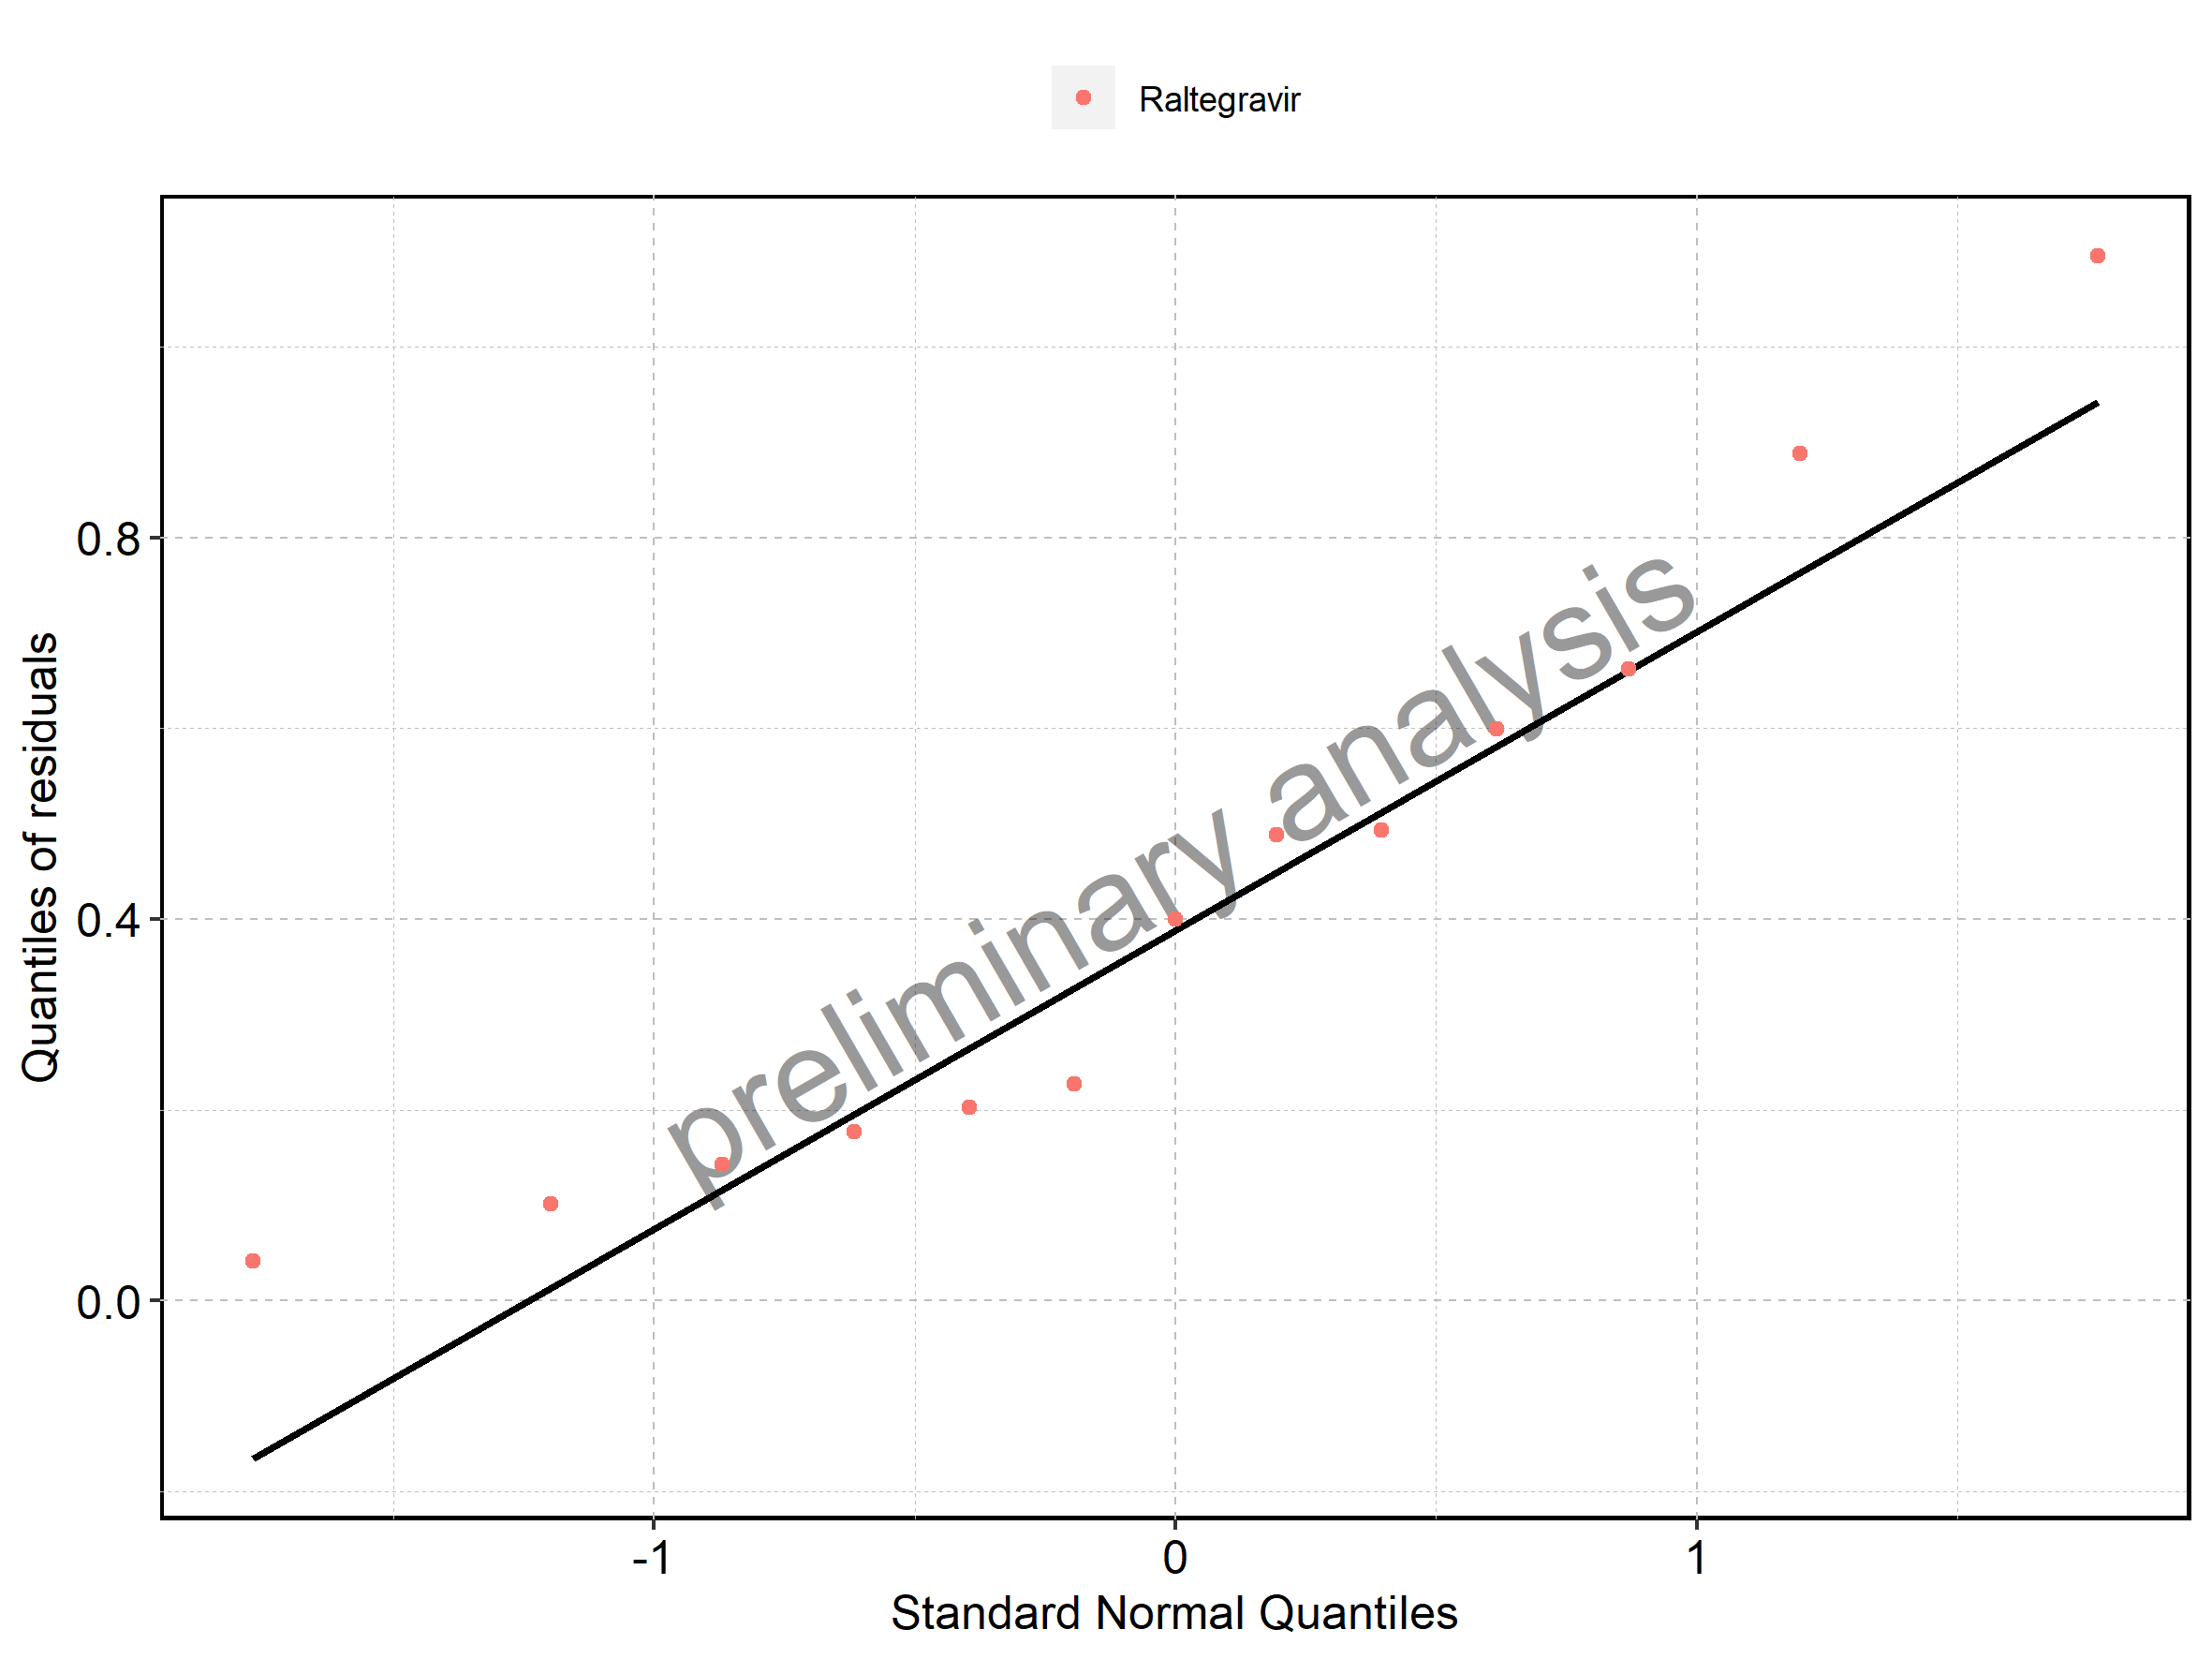 Raltegravir
0.8
0.4
0.0
Quantiles of residuals
preliminary analysis
-1
0
1
Standard Normal Quantiles